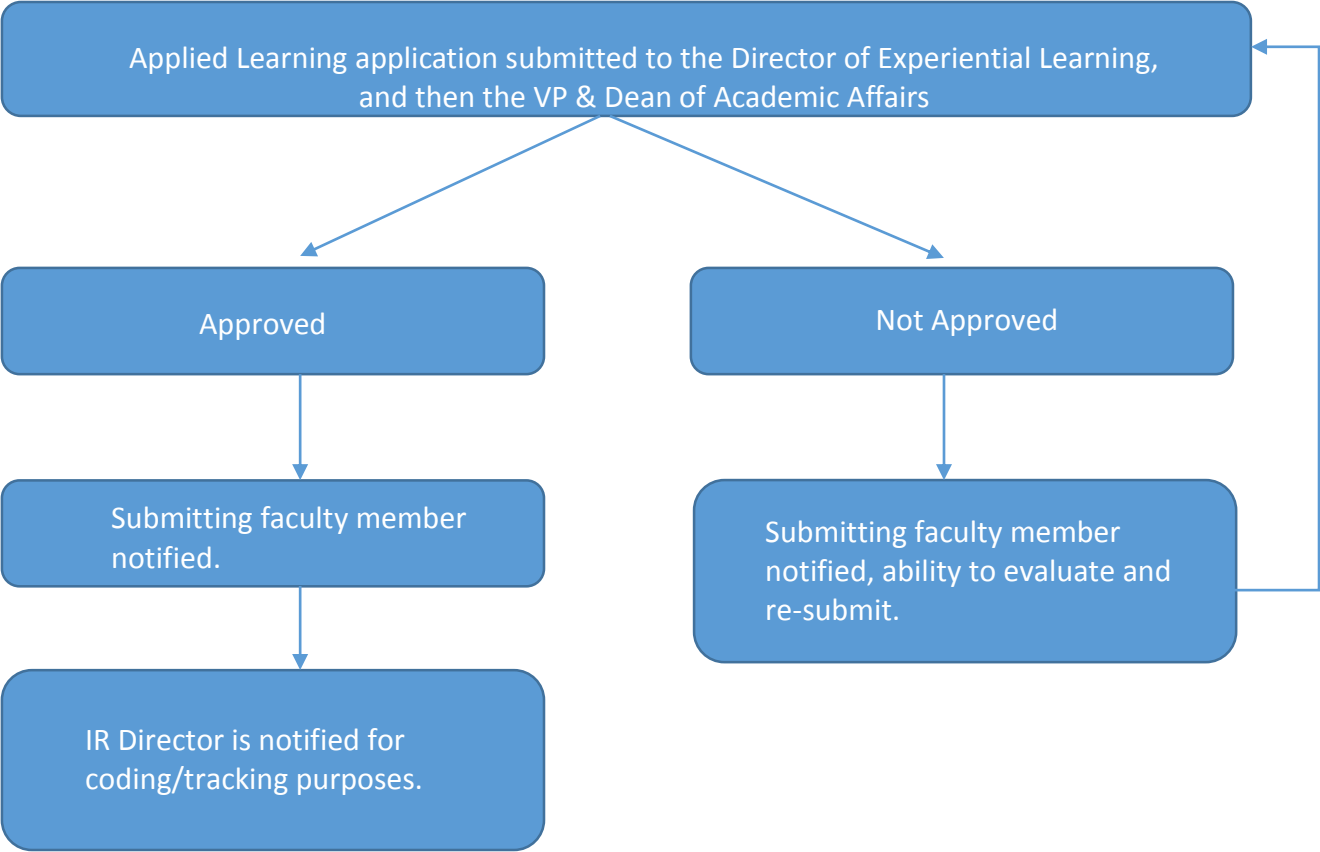 Applied Learning application submitted to the Director of Experiential Learning,
and then the VP & Dean of Academic Affairs
Approved
Not Approved
Submitting faculty member
notified.
Submitting faculty member
notified, ability to evaluate and
re-submit.
IR Director is notified for
coding/tracking purposes.